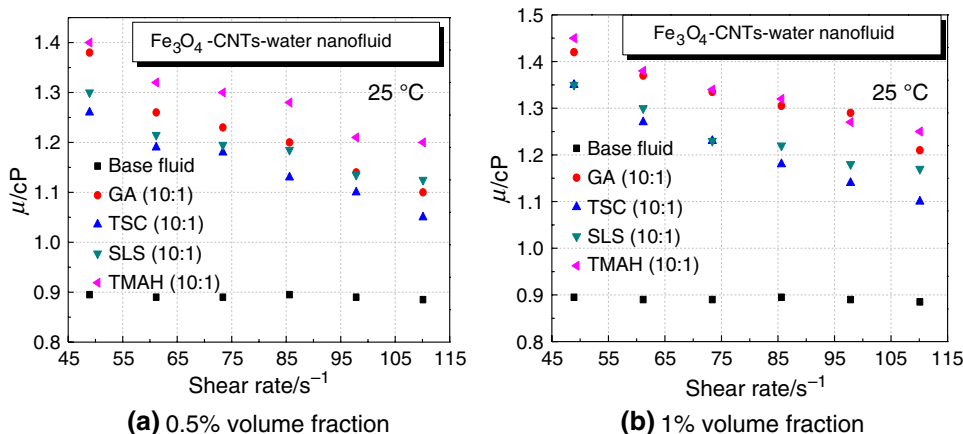 Fe3O4 -CNTs-water nanofluid
25 °C
1.4
1.3
1.2
1.1
1.0
0.9
0.8
μ/cP
Base fluid
GA (10:1)
TSC (10:1)
SLS (10:1)
TMAH (10:1)
45 55 65 75 85 95 105 115
Shear rate/s−1
(a) 0.5% volume fraction
Fe3O4 -CNTs-water nanofluid
25 °C
1.5
1.4
1.3
1.2
1.1
1.0
0.9
0.8
μ/cP
Base fluid
GA (10:1)
TSC (10:1)
SLS (10:1)
TMAH (10:1)
45 55 65 75 85 95 105 115
Shear rate/s−1
(b) 1% volume fraction